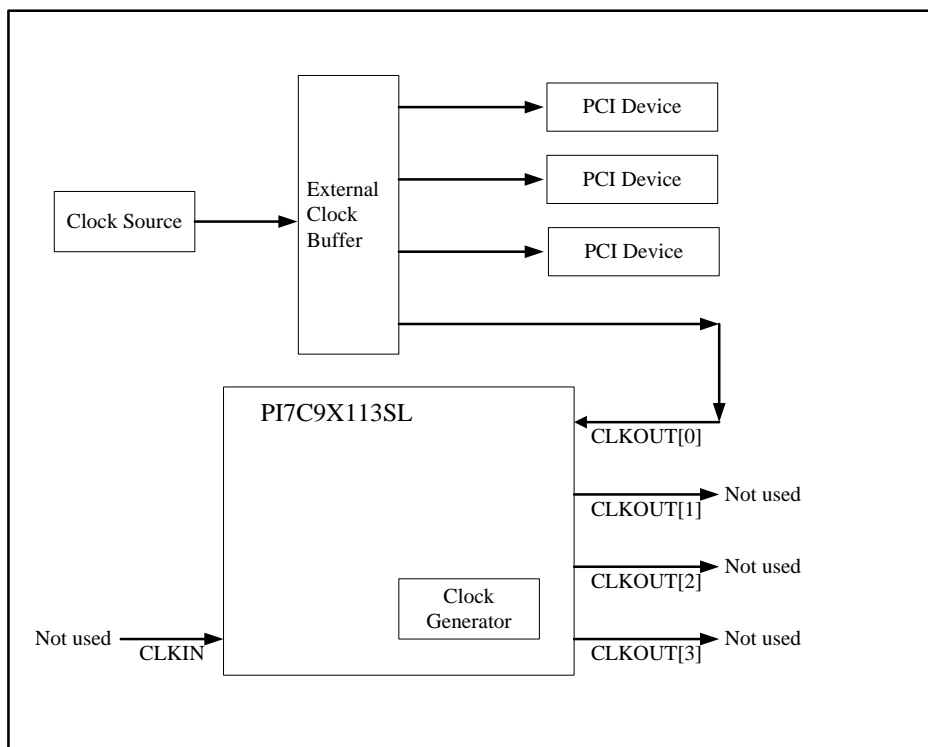 PCI Device
PCI Device
Clock Source
External
Clock
Buffer
PCI Device
PI7C9X113SL
CLKOUT[0]
CLKOUT[1]
Not used
CLKOUT[2]
Not used
Clock
Generator
Not used
CLKIN
CLKOUT[3]
Not used